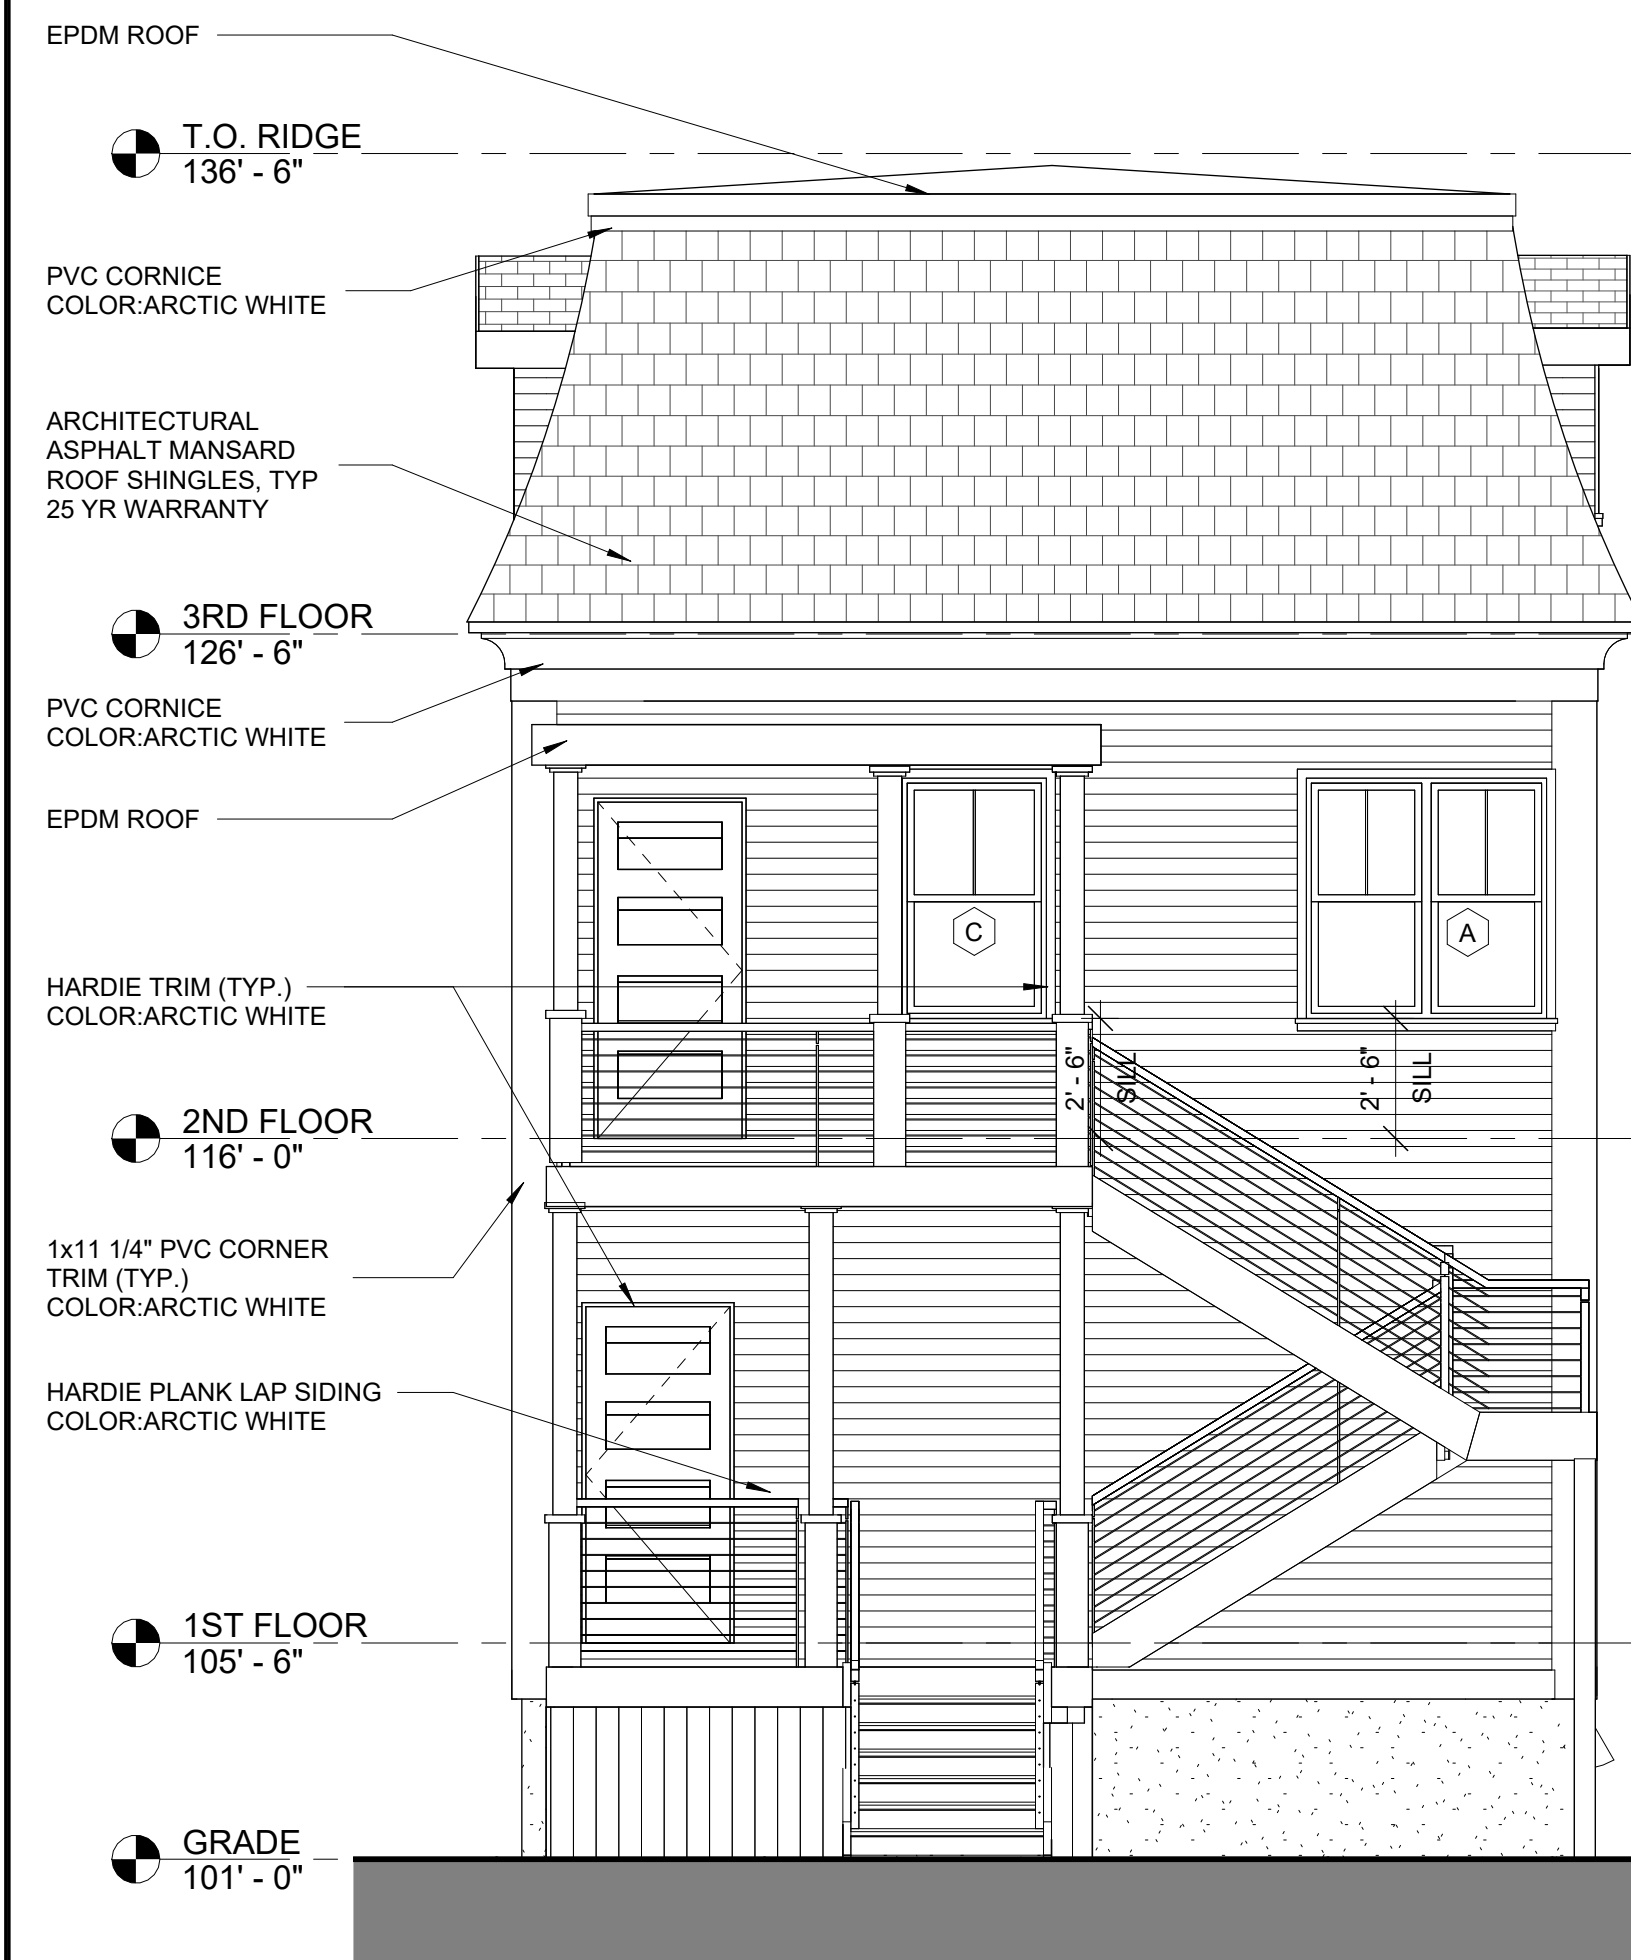 EPDM ROOF
T.O. RIDGE
136' - 6"
PVC CORNICE
COLOR:ARCTIC WHITE
ARCHITECTURAL
ASPHALT MANSARD
ROOF SHINGLES, TYP
25 YR WARRANTY
3RD FLOOR
126' - 6"
PVC CORNICE
COLOR:ARCTIC WHITE
EPDM ROOF
C
A
HARDIE TRIM (TYP.)
COLOR:ARCTIC WHITE
2' - 6"
SILL
2' - 6"
SILL
2ND FLOOR
116' - 0"
1x11 1/4" PVC CORNER
TRIM (TYP.)
COLOR:ARCTIC WHITE
HARDIE PLANK LAP SIDING
COLOR:ARCTIC WHITE
1ST FLOOR
105' - 6"
GRADE
101' - 0"